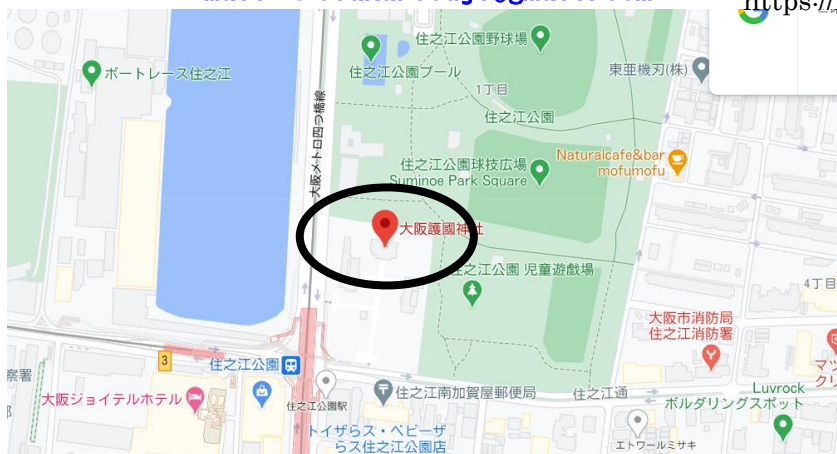 https://
住之江公園野球場
ボートレース住之江
住之江公園プール
東亜機刃(株)
1丁目
住之江公園
大阪メトロ四つ橋線
住之江公園球技広場
Suminoe Park Square
Naturalcafe&bar
mofumofu
大阪護國神社
住之江公園 児童遊戯場
4丁目
大阪市消防局
住之江消防署
3
住之江公園
察署
大阪ジョイテルホテル
住之江公園駅
住之江南加賀屋郵便局
住之江通
Luvrock
ボルダリングスポット
マツ
クリ
トイザらス・ベビーザ
らス住之江公園店
エトワールミサキ